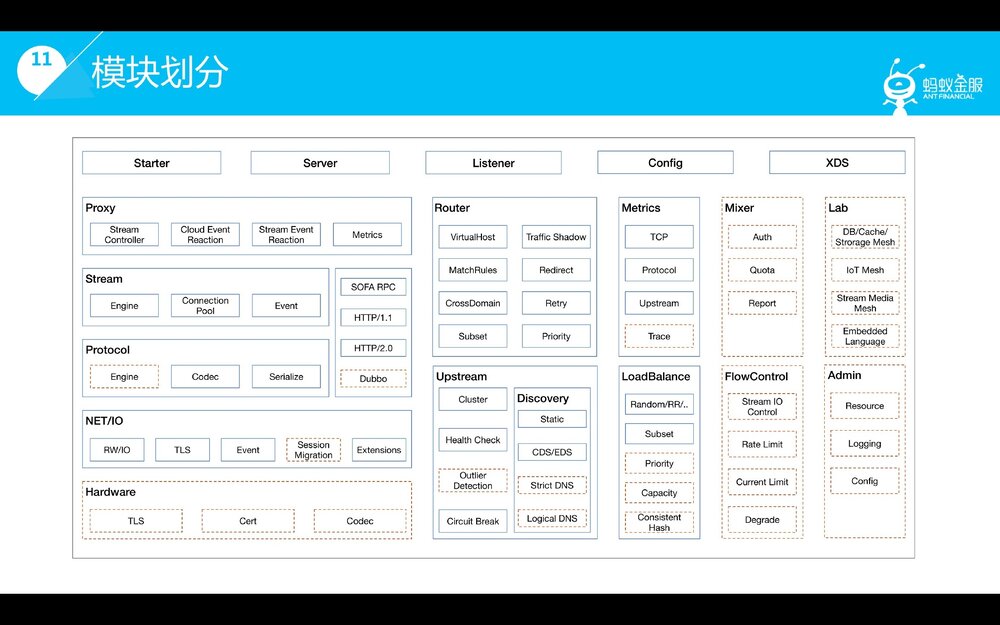 11
模块划分
蚂蚁金服
ANT FINANCIAL
Starter
Server
Listener
Config
XDS
Proxy
Stream
Controller
Cloud Event
Reaction
Stream Event
Reaction
Metrics
Stream
Engine
Connection
Pool
Event
Protocol
Engine
Codec
Serialize
SOFA RPC
HTTP/1.1
HTTP/2.0
Dubbo
NET/IO
RW/IO
TLS
Event
Session
Migration
Extensions
Hardware
TLS
Cert
Codec
Router
VirtualHost
Traffic Shadow
MatchRules
Redirect
CrossDomain
Retry
Subset
Priority
Upstream
Cluster
Health Check
Outlier
Detection
Circuit Break
Discovery
Static
CDS/EDS
Strict DNS
Logical DNS
Metrics
TCP
Protocol
Upstream
Trace
LoadBalance
Random/RR/..
Subset
Priority
Capacity
Consistent
Hash
Mixer
Auth
Quota
Report
FlowControl
Stream IO
Control
Rate Limit
Current Limit
Degrade
Lab
DB/Cache/
Strorage Mesh
IoT Mesh
Stream Media
Mesh
Embedded
Language
Admin
Resource
Logging
Config